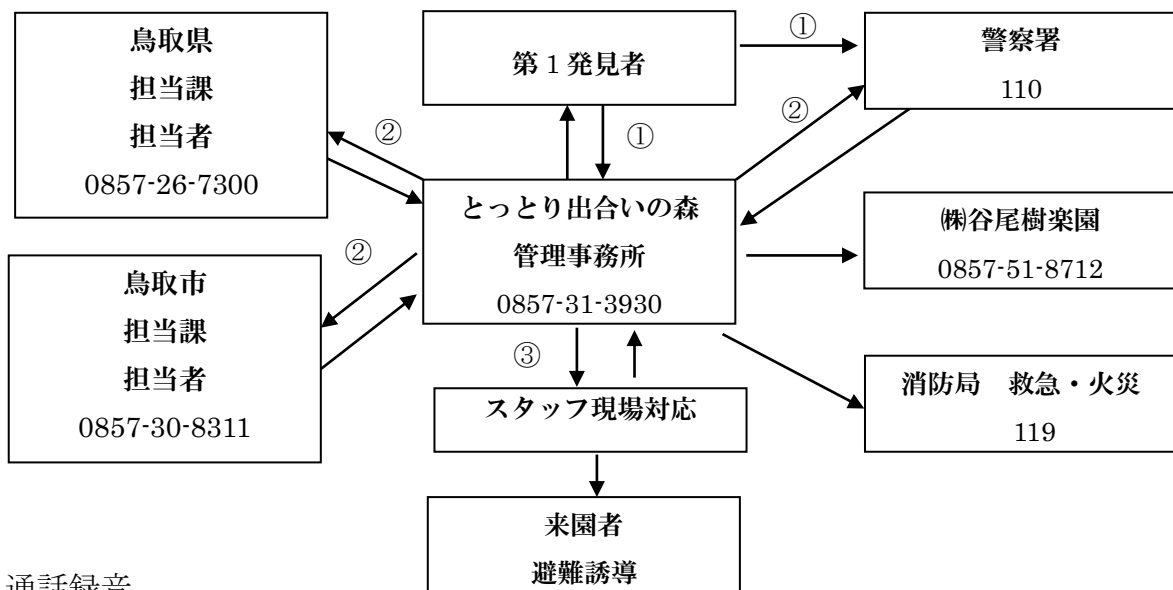 鳥取県
担当課
担当者
0857-26-7300
②
第１発見者
①
①
警察署
110
②
とっとり出合いの森
管理事務所
0857-31-3930
㈱谷尾樹楽園
0857-51-8712
鳥取市
担当課
担当者
0857-30-8311
②
③
スタッフ現場対応
消防局　救急・火災
119
来園者
避難誘導
通話録音